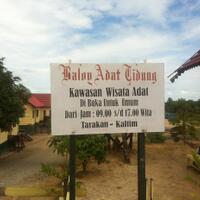 Baloy Adat Tidung
Kawasan Wisata Adat
Di Buka Untuk Umum
Dari Jam : 09.00 s/d 17.00 Wita
Tarakan - Kaltim